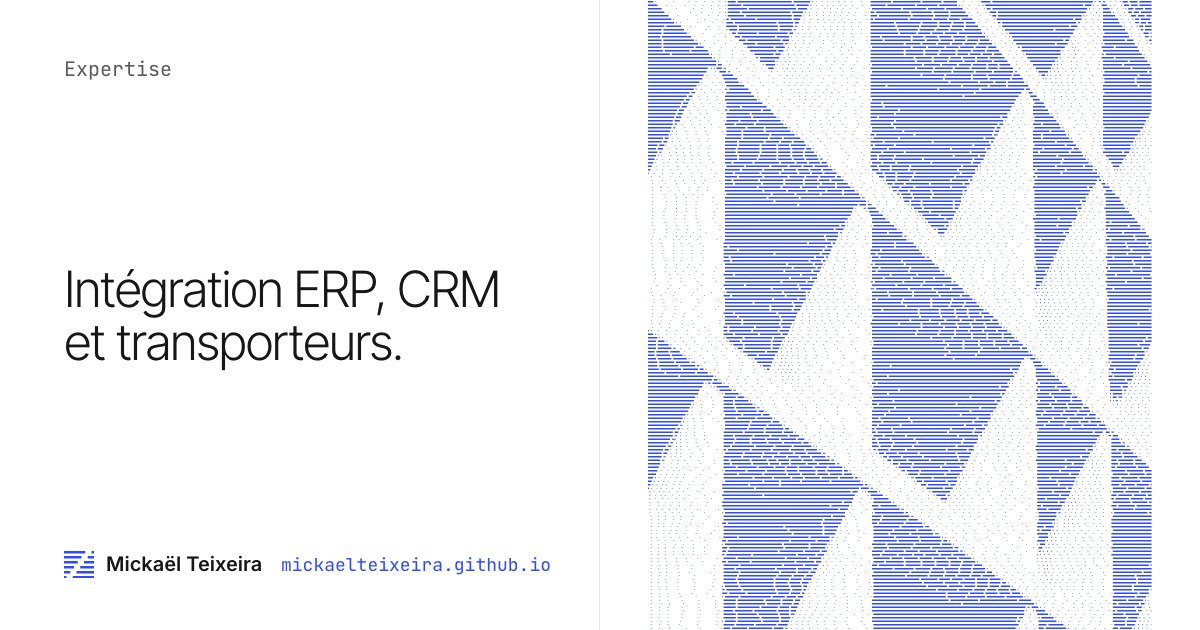 Expertise
Intégration ERP, CRM
et transporteurs.
Mickaël Teixeira mickaelteixeira.github.io